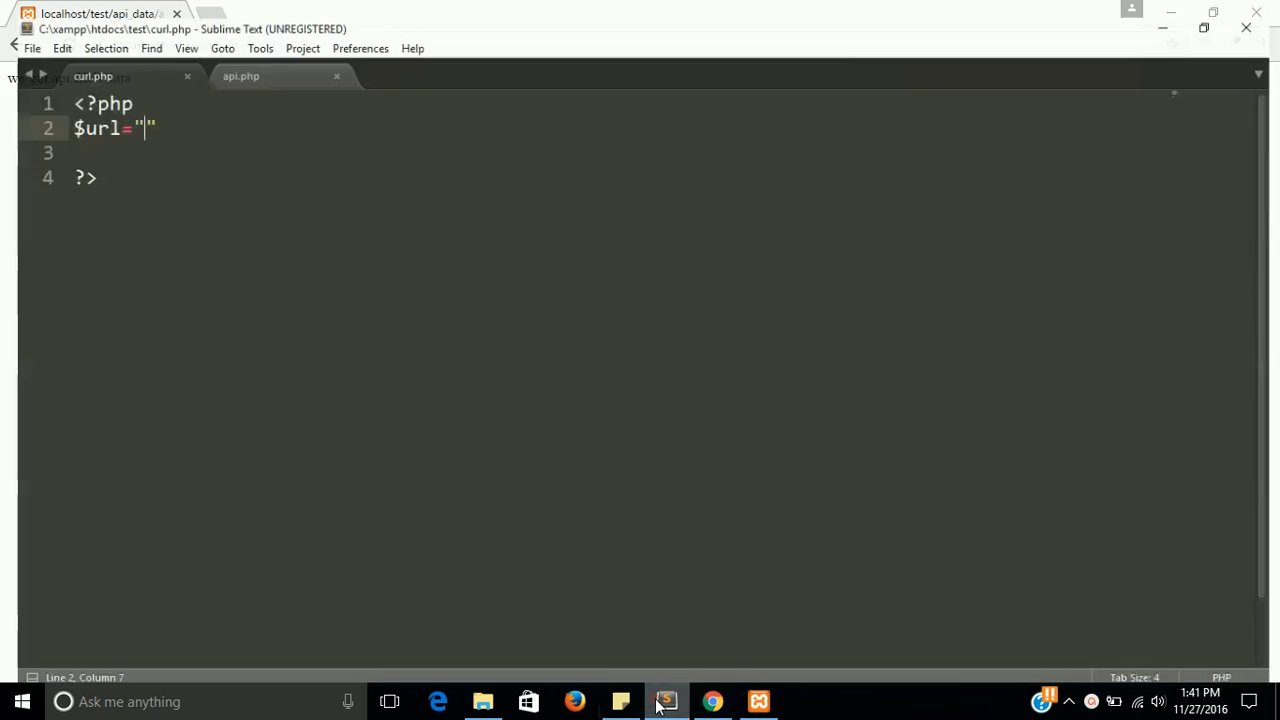 localhost/test/api_data/a
C:\xampp\htdocs\test\curl.php - Sublime Text (UNREGISTERED)
File Edit Selection Find View Goto Tools Project Preferences Help
curl.php api.php
1 <?php
2 $url=""
3
4 ?>
Line 2, Column 7 Tab Size: 4 PHP
Ask me anything
1:41 PM
11/27/2016